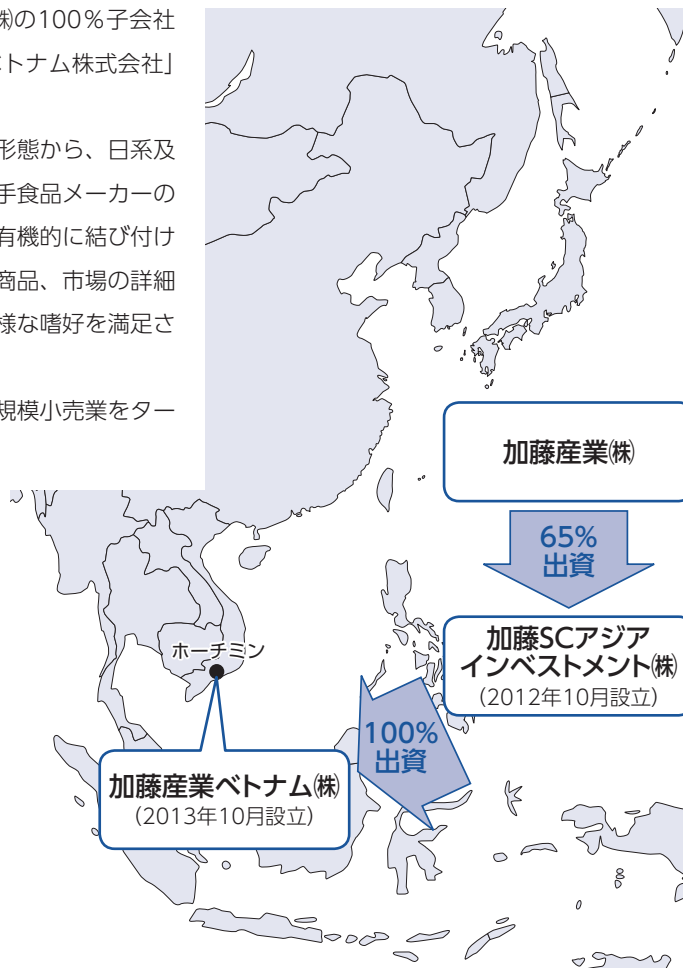 ㈱の100%子会社
トナム株式会社」
形態から、日系及
手食品メーカーの
有機的に結び付け
商品、市場の詳細
様な嗜好を満足さ
規模小売業をター
加藤産業㈱
65%
出資
加藤SCアジア
インベストメント㈱
(2012年10月設立)
ホーチミン
100%
出資
加藤産業ベトナム㈱
(2013年10月設立)